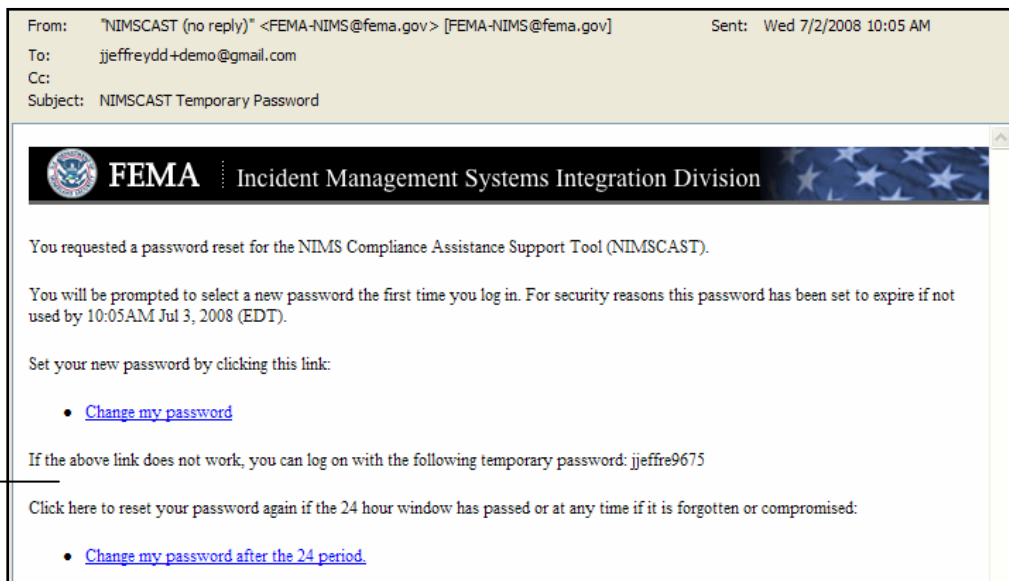 From: "NIMSCAST (no reply)" <FEMA-NIMS@fema.gov> [FEMA-NIMS@fema.gov] Sent: Wed 7/2/2008 10:05 AM
To: jjeffreydd+demo@gmail.com
Cc:
Subject: NIMSCAST Temporary Password
FEMA Incident Management Systems Integration Division
You requested a password reset for the NIMS Compliance Assistance Support Tool (NIMSCAST).
You will be prompted to select a new password the first time you log in. For security reasons this password has been set to expire if not
used by 10:05AM Jul 3, 2008 (EDT).
Set your new password by clicking this link:
• Change my password
If the above link does not work, you can log on with the following temporary password: jjeffre9675
Click here to reset your password again if the 24 hour window has passed or at any time if it is forgotten or compromised:
• Change my password after the 24 period.